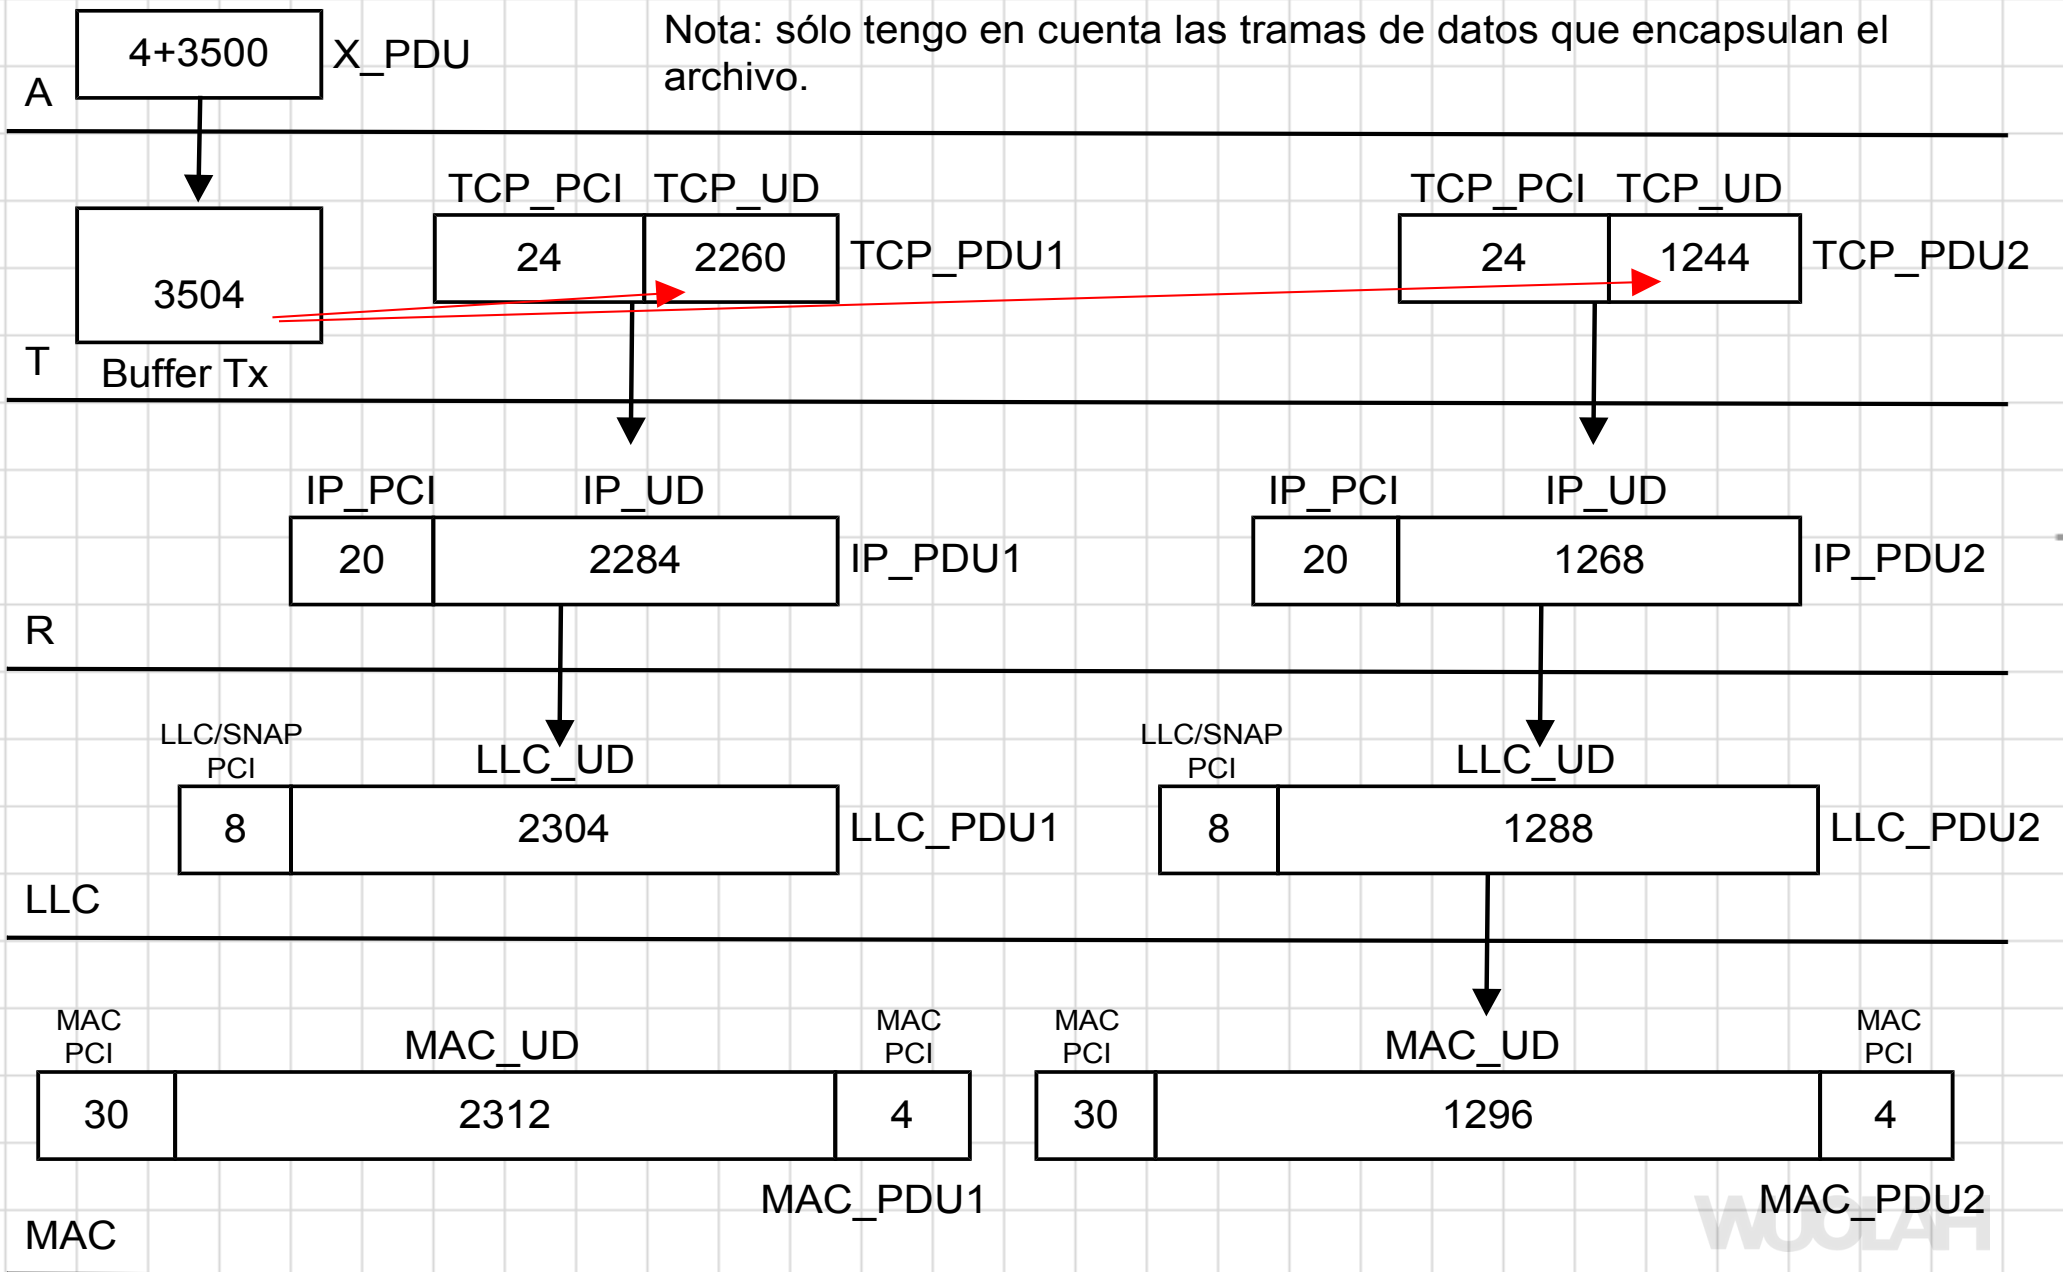 4+3500
X_PDU
Nota: sólo tengo en cuenta las tramas de datos que encapsulan el
archivo.
A
TCP_PCI TCP_UD
TCP_PCI TCP_UD
24
2260
TCP_PDU1
24
1244
TCP_PDU2
3504
T
Buffer Tx
IP_PCI
IP_UD
IP_PCI
IP_UD
20
2284
IP_PDU1
20
1268
IP_PDU2
R
LLC/SNAP
PCI
LLC_UD
LLC/SNAP
PCI
LLC_UD
8
2304
LLC_PDU1
8
1288
LLC_PDU2
LLC
MAC
PCI
MAC_UD
MAC
PCI
MAC
PCI
MAC_UD
MAC
PCI
30
2312
4
30
1296
4
MAC_PDU1
MAC_PDU2
WUOLAH
MAC